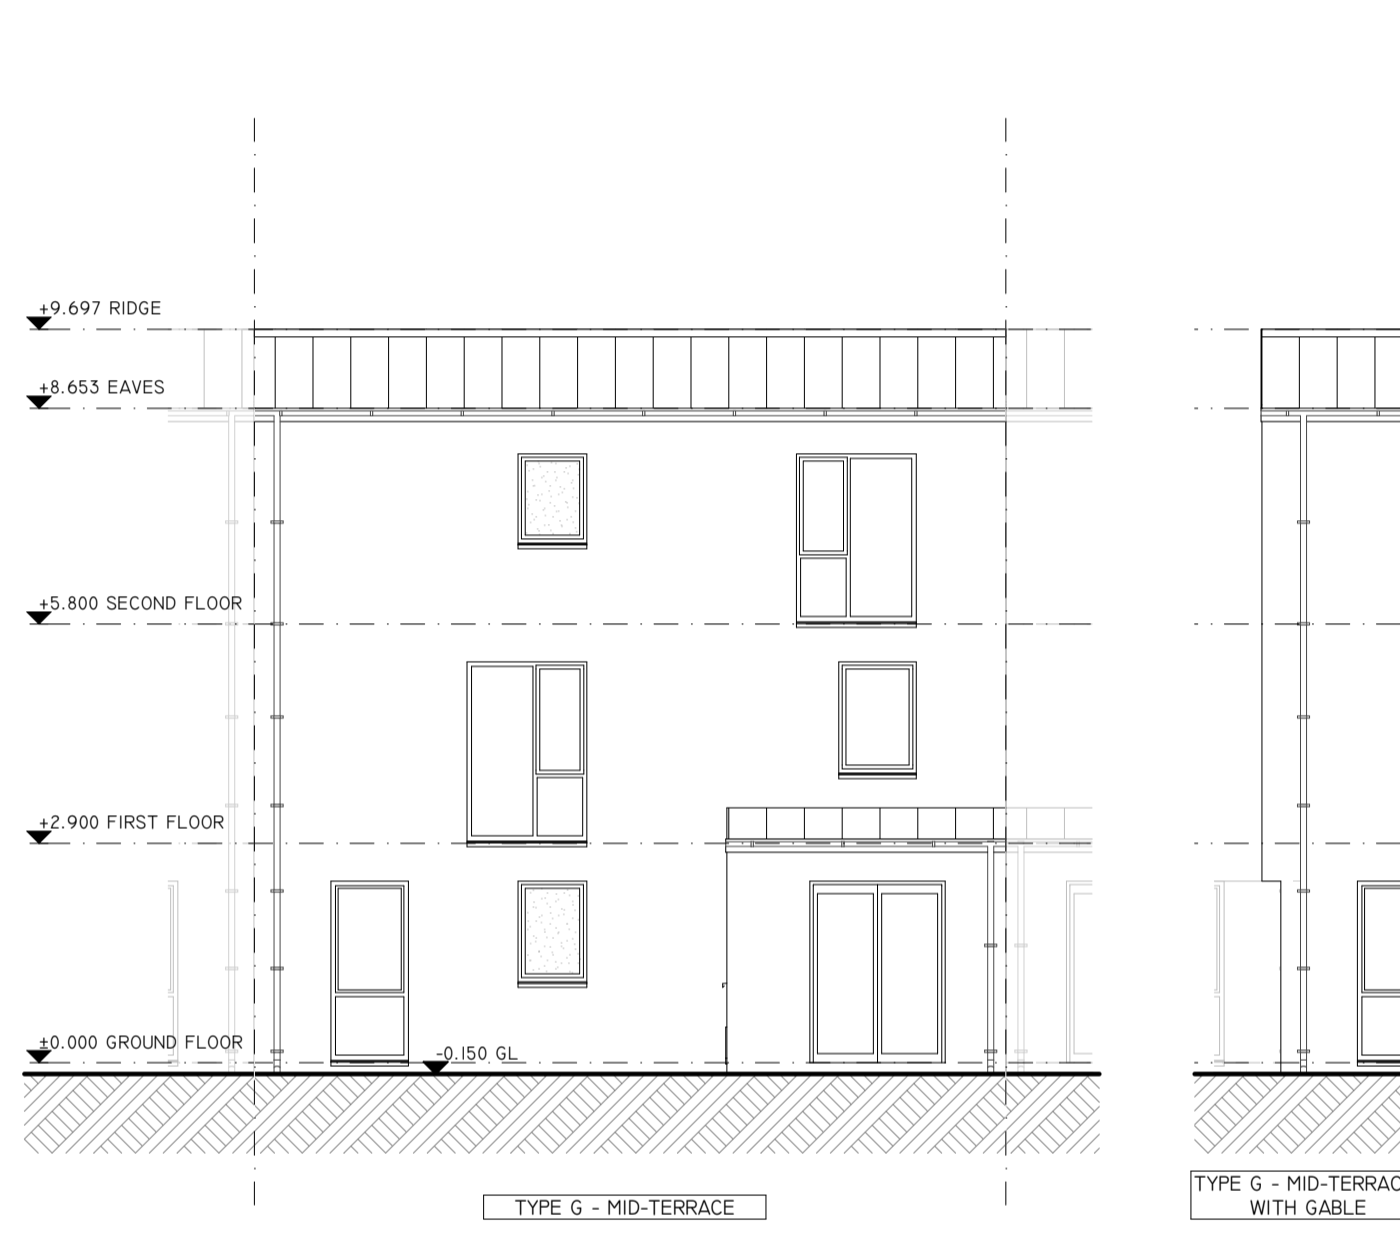 +9.697 RIDGE
+8.653 EAVES
+5.800 SECOND FLOOR
+2.900 FIRST FLOOR
±0.000 GROUND FLOOR
-0.150 GL
TYPE G - MID-TERRACE
TYPE G - MID-TERRAC
WITH GABLE